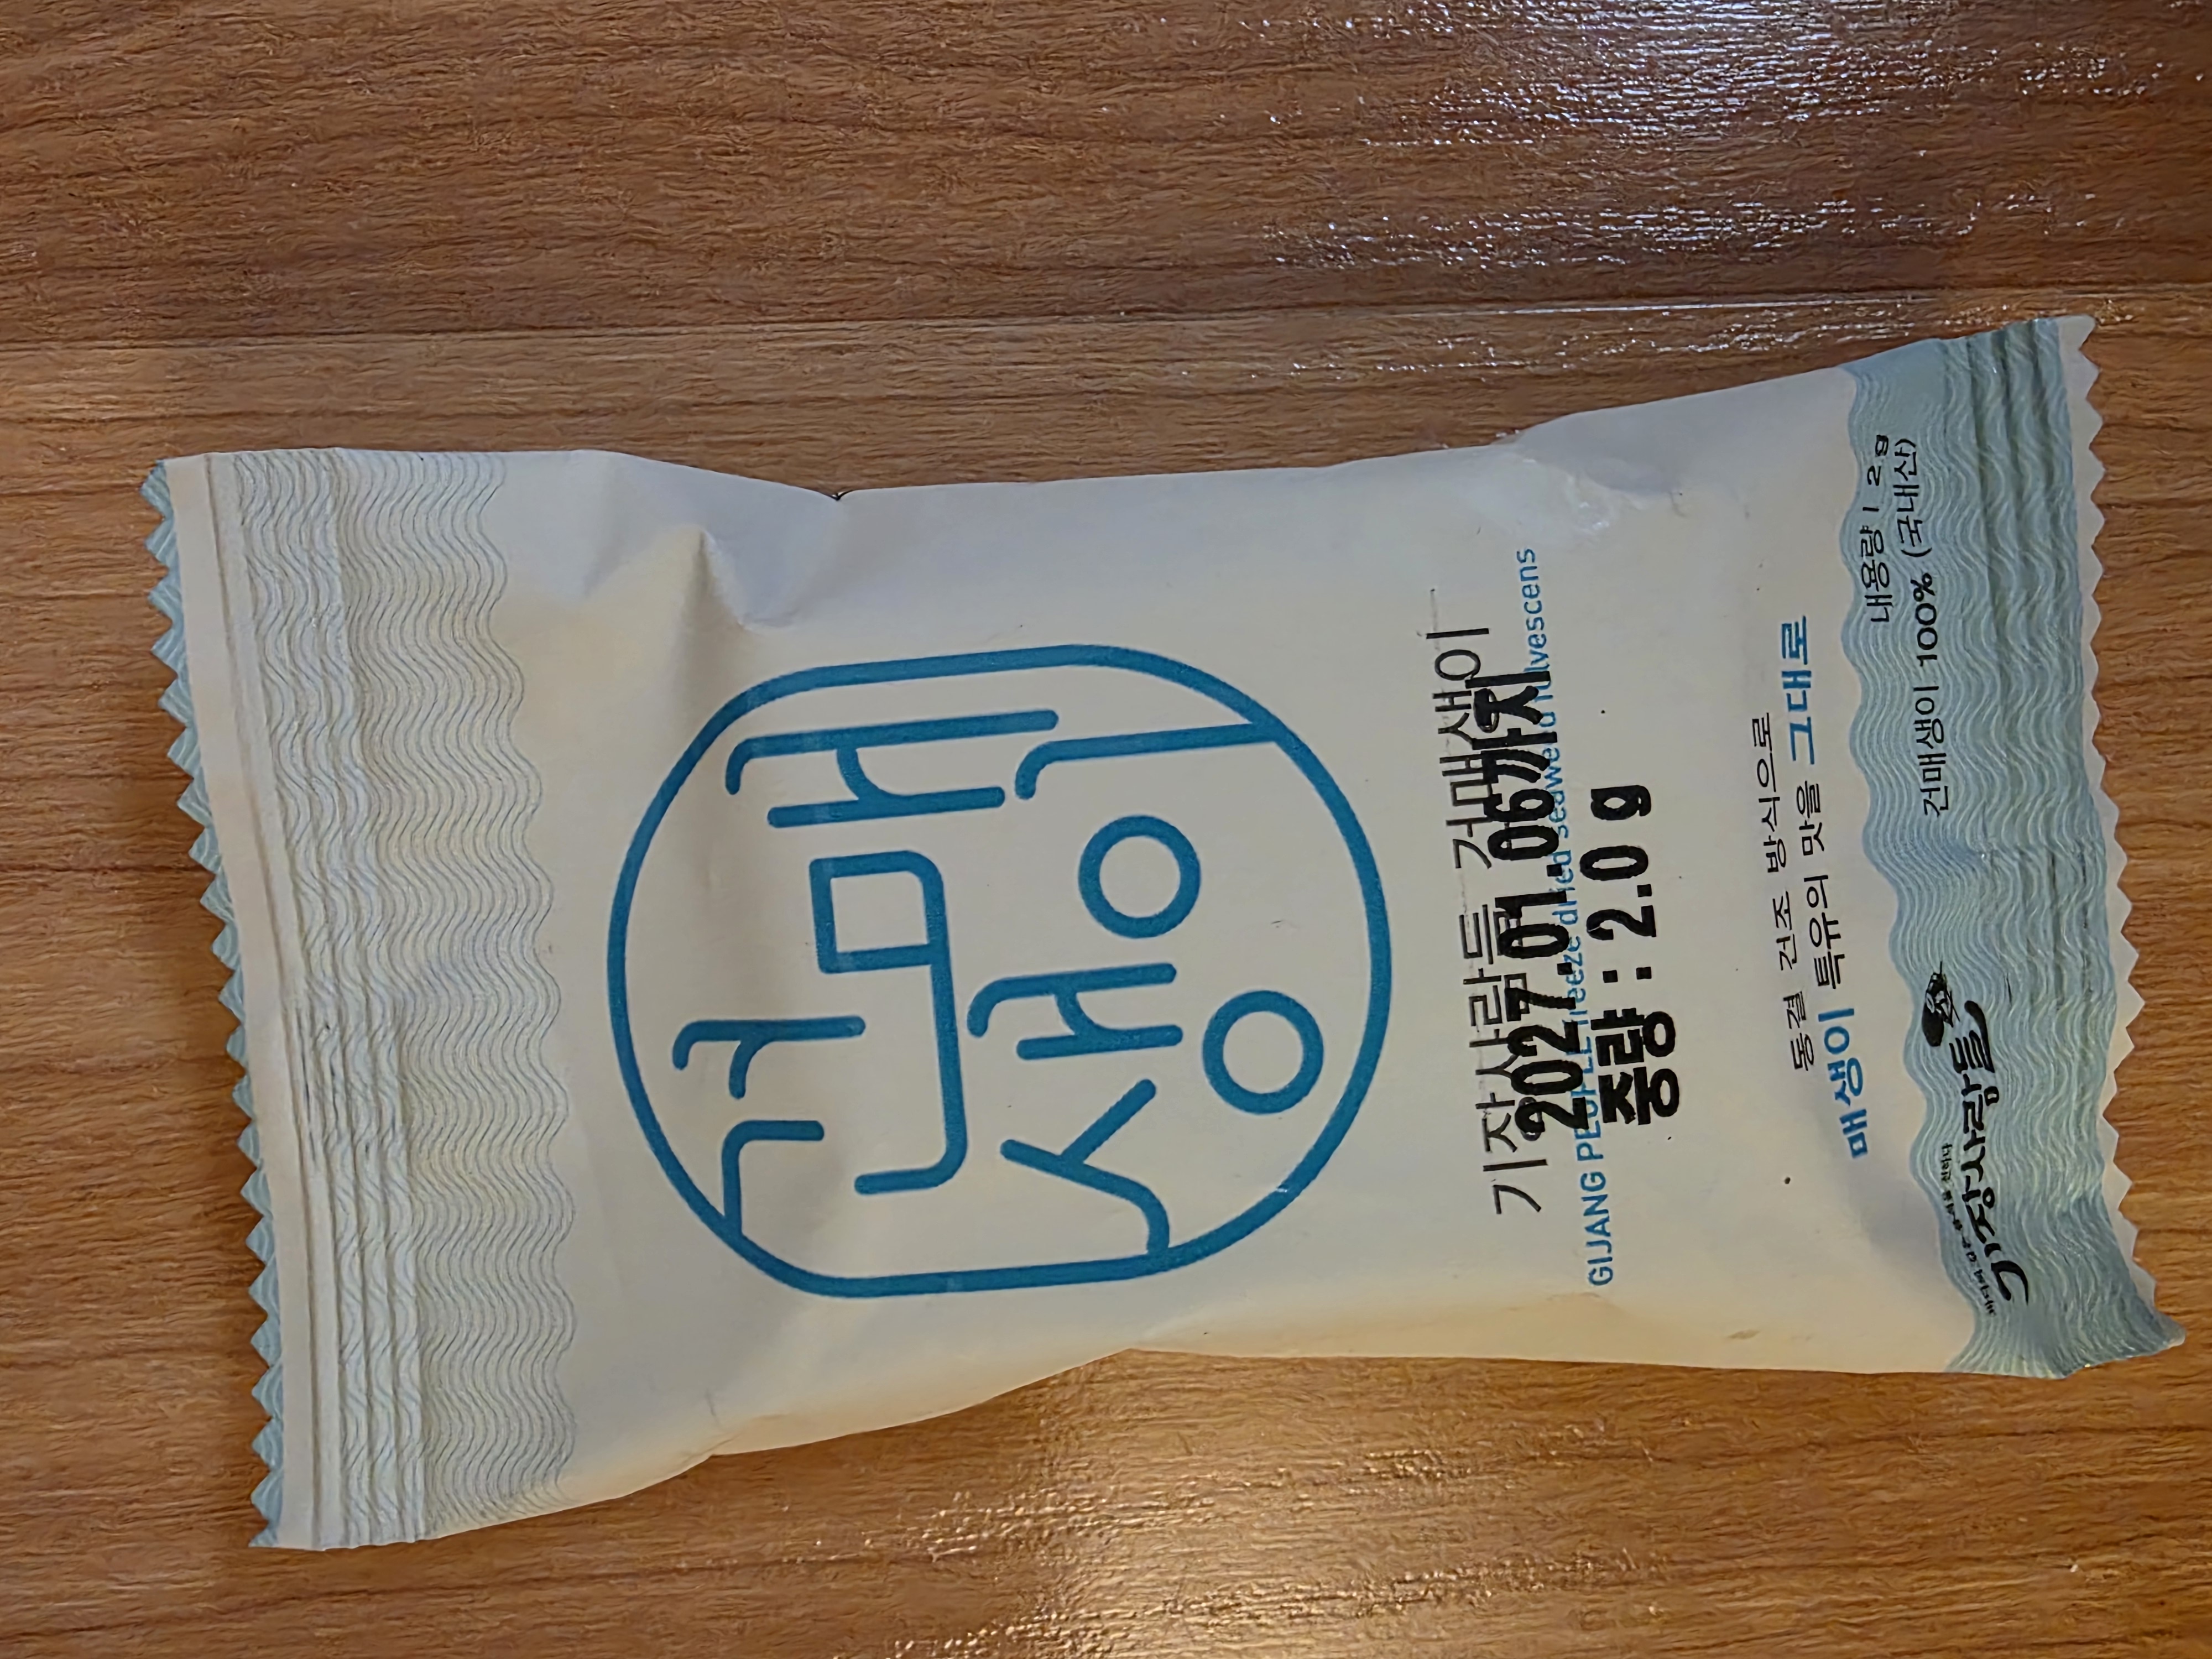 건매
생이
기장사람들 건매생이
2027.01.06까지
GIJANG PEOPLE freeze dried seaweed fulvescens
중량 : 2.0 g
동결 건조 방식으로
매생이 특유의 맛을 그대로
내용량 | 2g
건매생이 100% (국내산)
기장사람들